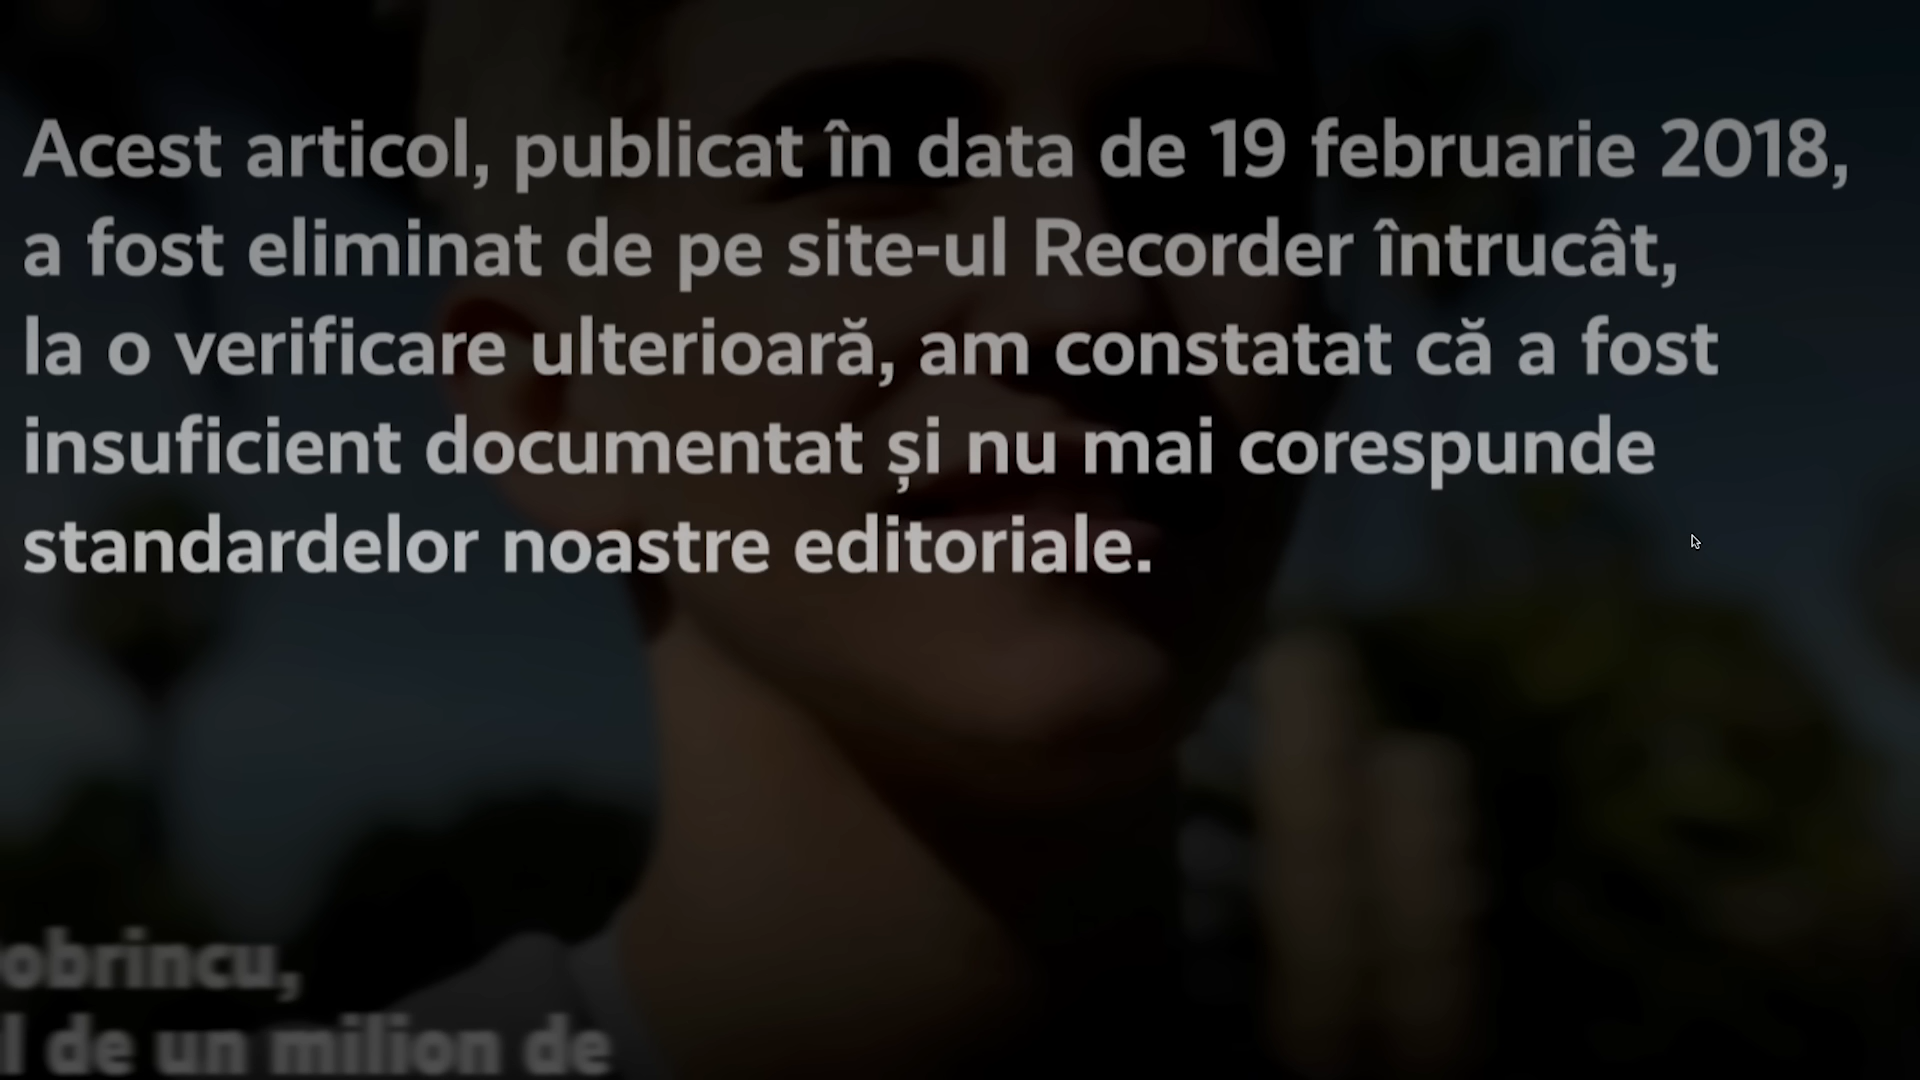 Acest articol, publicat în data de 19 februarie 2018,
a fost eliminat de pe site-ul Recorder întrucât,
la o verificare ulterioară, am constatat că a fost
insuficient documentat și nu mai corespunde
standardelor noastre editoriale.
obrincu,
l de un milion de